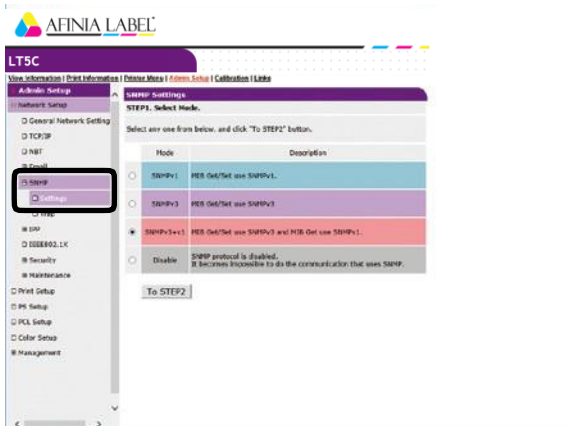 AFINIA LABEL
LT5C
View Information | Print Information | Printer Menu | Admin Setup | Calibration | Links
Admin Setup
Network Setup
General Network Setting
TCP/IP
NBT
Email
SNMP
Settings
Trap
IPP
IEEE802.1X
Security
Maintenance
Print Setup
PS Setup
PCL Setup
Color Setup
Management
SNMP Settings
STEP1. Select Mode.
Select any one from below, and click "To STEP2" button.
Mode Description
SNMPv1 MIB Get/Set use SNMPv1.
SNMPv3 MIB Get/Set use SNMPv3
SNMPv3+v1 MIB Get/Set use SNMPv3 and MIB Get use SNMPv1.
Disable SNMP protocol is disabled.
It becomes impossible to do the communication that uses SNMP.
To STEP2